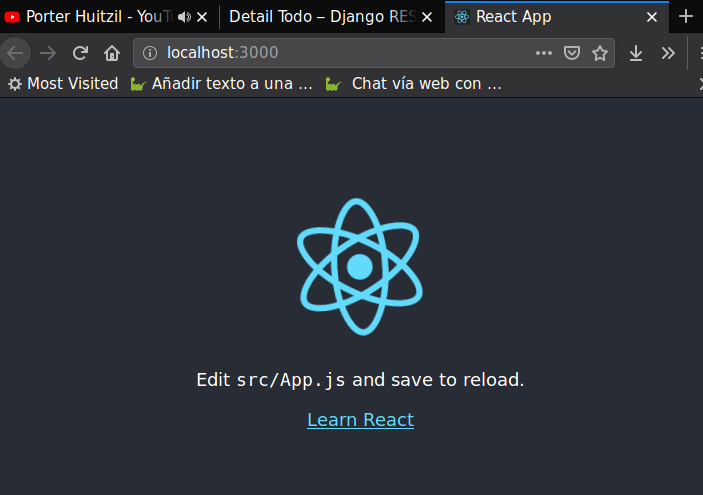 Porter Huitzil - YouT
Detail Todo – Django RES
React App
localhost:3000
Most Visited
Añadir texto a una ...
Chat vía web con ...
Edit src/App.js and save to reload.
Learn React